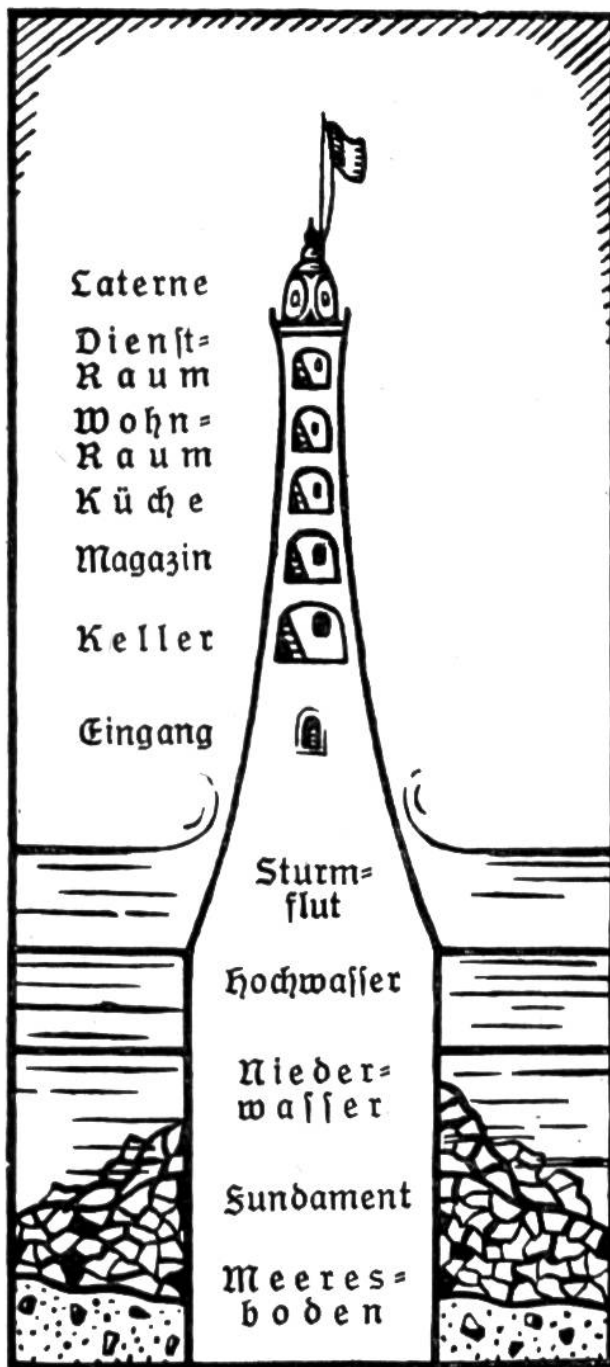 Laterne
Dienſt=
Raum
Wohn=
Raum
Küche
Magazin
Keller
Eingang
Sturm=
flut
Hochwaſſer
Nieder=
waſſer
Fundament
Meeres=
boden